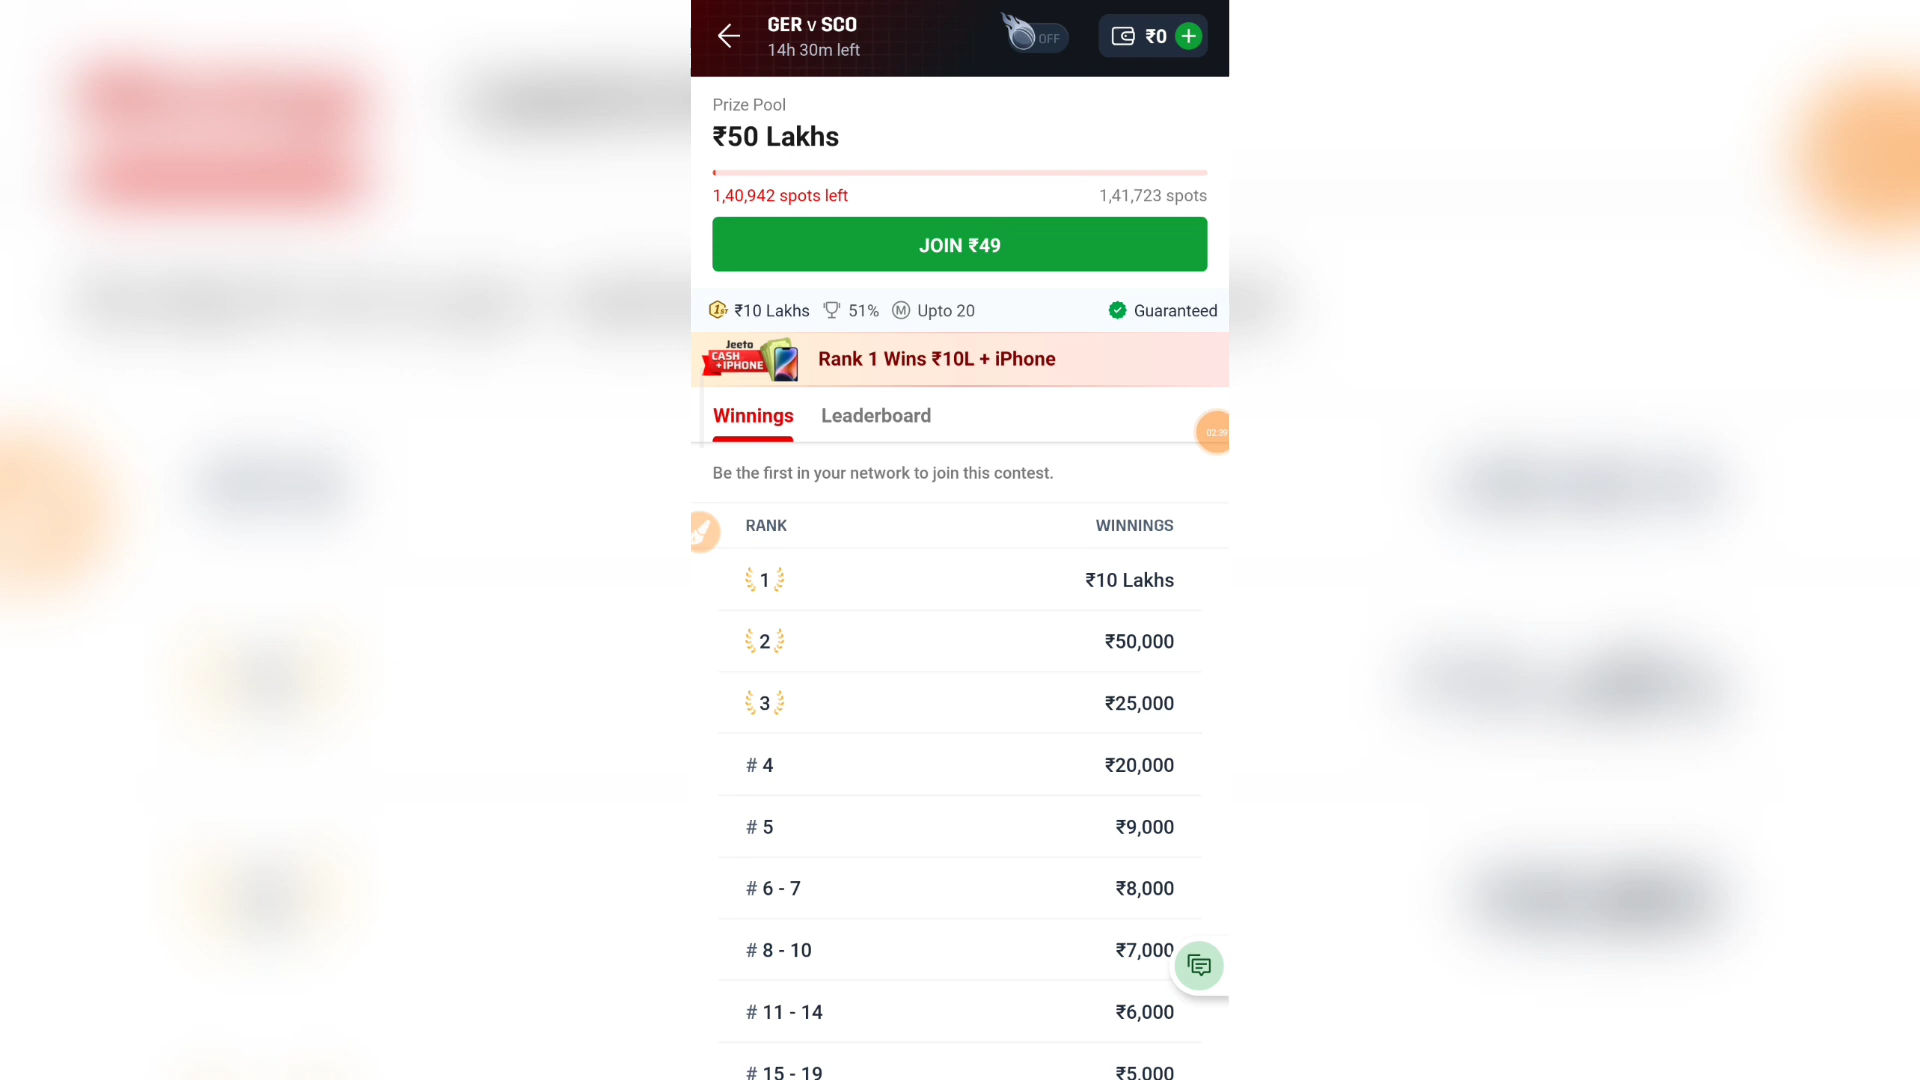 GER v SCO
14h 30m left
OFF
₹0
Prize Pool
₹50 Lakhs
1,40,942 spots left
1,41,723 spots
JOIN ₹49
1ST ₹10 Lakhs 51% M Upto 20 Guaranteed
Jeeto
CASH
+IPHONE
Rank 1 Wins ₹10L + iPhone
Winnings Leaderboard
02:39
Be the first in your network to join this contest.
RANK WINNINGS
1 ₹10 Lakhs
2 ₹50,000
3 ₹25,000
# 4 ₹20,000
# 5 ₹9,000
# 6 - 7 ₹8,000
# 8 - 10 ₹7,000
# 11 - 14 ₹6,000
# 15 - 19 ₹5,000